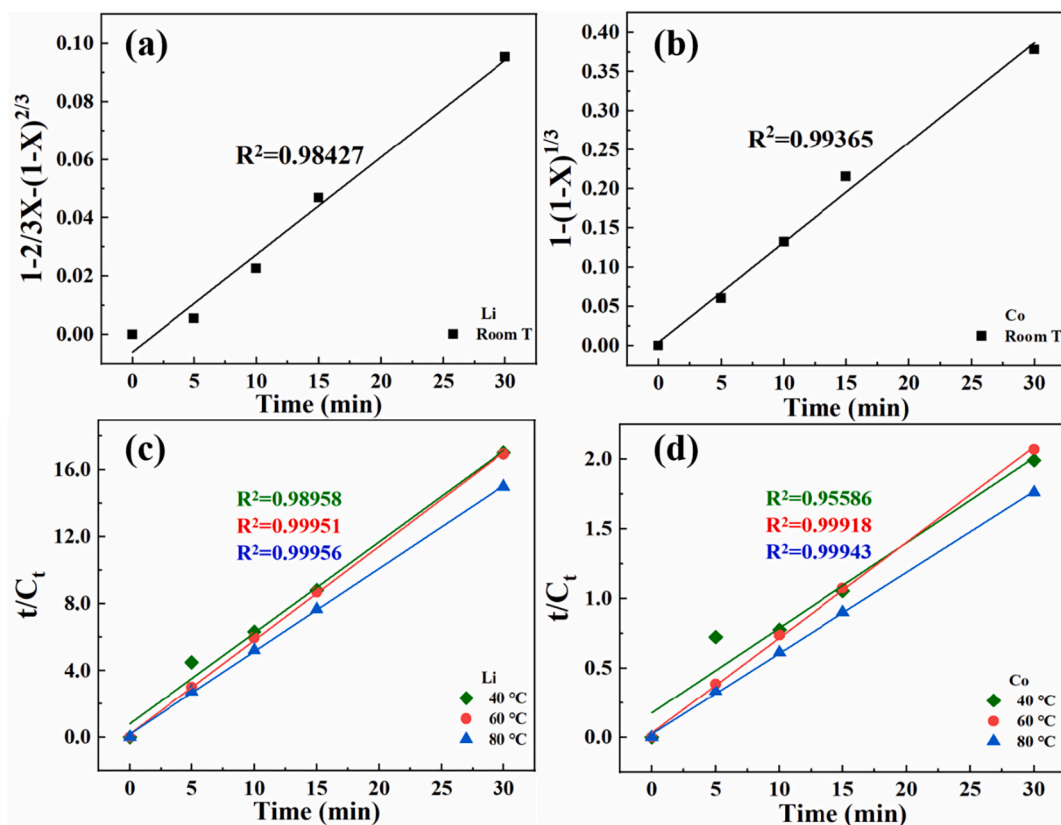 (a)
1-2/3X-(1-X)^2/3
0.10
0.08
0.06
0.04
0.02
0.00
R²=0.98427
Li
Room T
0 5 10 15 20 25 30
Time (min)
(b)
1-(1-X)^1/3
0.40
0.35
0.30
0.25
0.20
0.15
0.10
0.05
0.00
R²=0.99365
Co
Room T
0 5 10 15 20 25 30
Time (min)
(c)
t/Cₜ
16.0
12.0
8.0
4.0
0.0
R²=0.98958
R²=0.99951
R²=0.99956
Li
40 °C
60 °C
80 °C
0 5 10 15 20 25 30
Time (min)
(d)
t/Cₜ
2.0
1.5
1.0
0.5
0.0
R²=0.95586
R²=0.99918
R²=0.99943
Co
40 °C
60 °C
80 °C
0 5 10 15 20 25 30
Time (min)